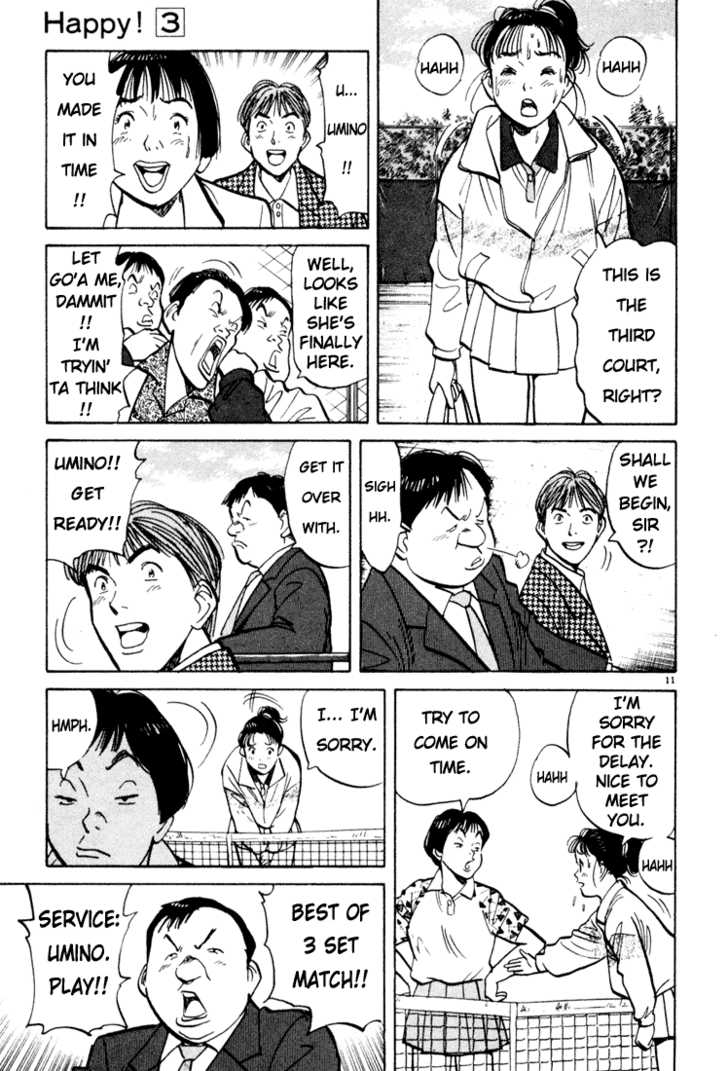 Happy! 3
HAHH
HAHH
THIS IS
THE
THIRD
COURT,
RIGHT?
U...
UMINO
!!
YOU
MADE
IT IN
TIME
!!
WELL,
LOOKS
LIKE
SHE'S
FINALLY
HERE.
LET
GO'A ME,
DAMMIT
!!
I'M
TRYIN'
TA THINK
!!
SHALL
WE
BEGIN,
SIR
?!
SIGH
HH.
GET IT
OVER
WITH.
UMINO!!
GET
READY!!
11
I'M
SORRY
FOR THE
DELAY.
NICE TO
MEET
YOU.
HAHH
HAHH
TRY TO
COME ON
TIME.
I... I'M
SORRY.
HMPH.
BEST OF
3 SET
MATCH!!
SERVICE:
UMINO.
PLAY!!